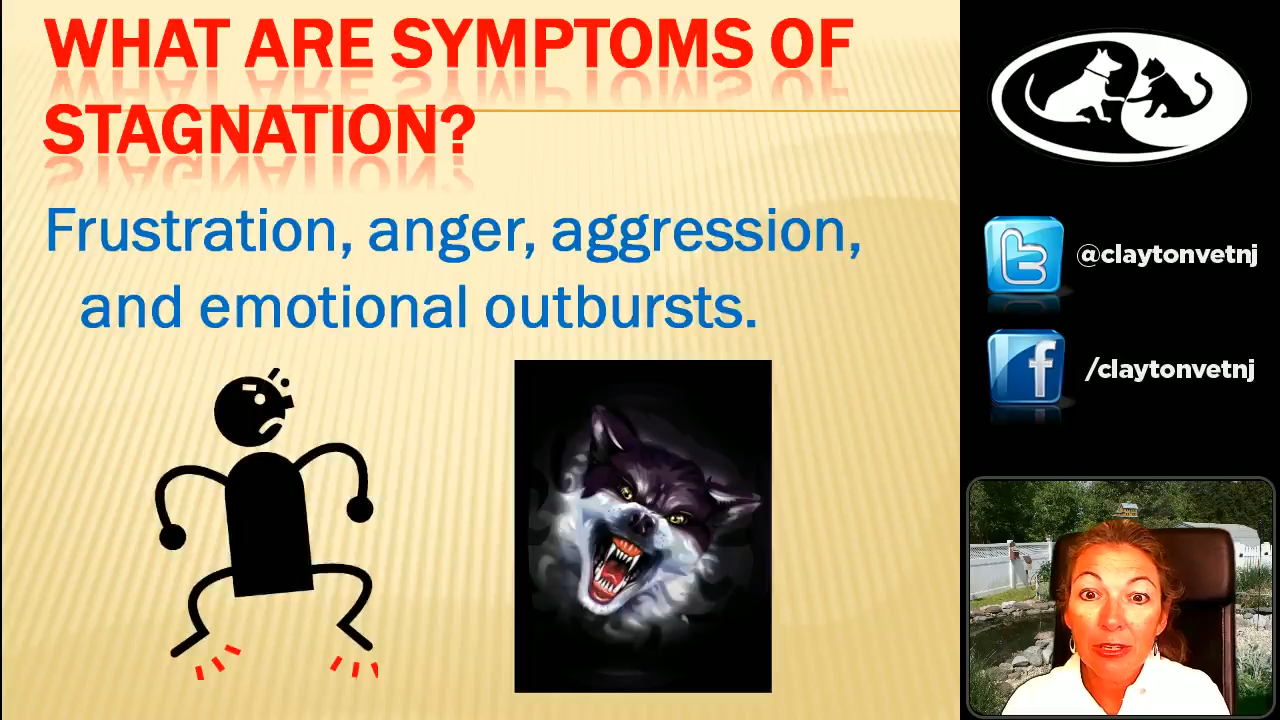 WHAT ARE SYMPTOMS OF
STAGNATION?
Frustration, anger, aggression,
and emotional outbursts.
@claytonvetnj
/claytonvetnj